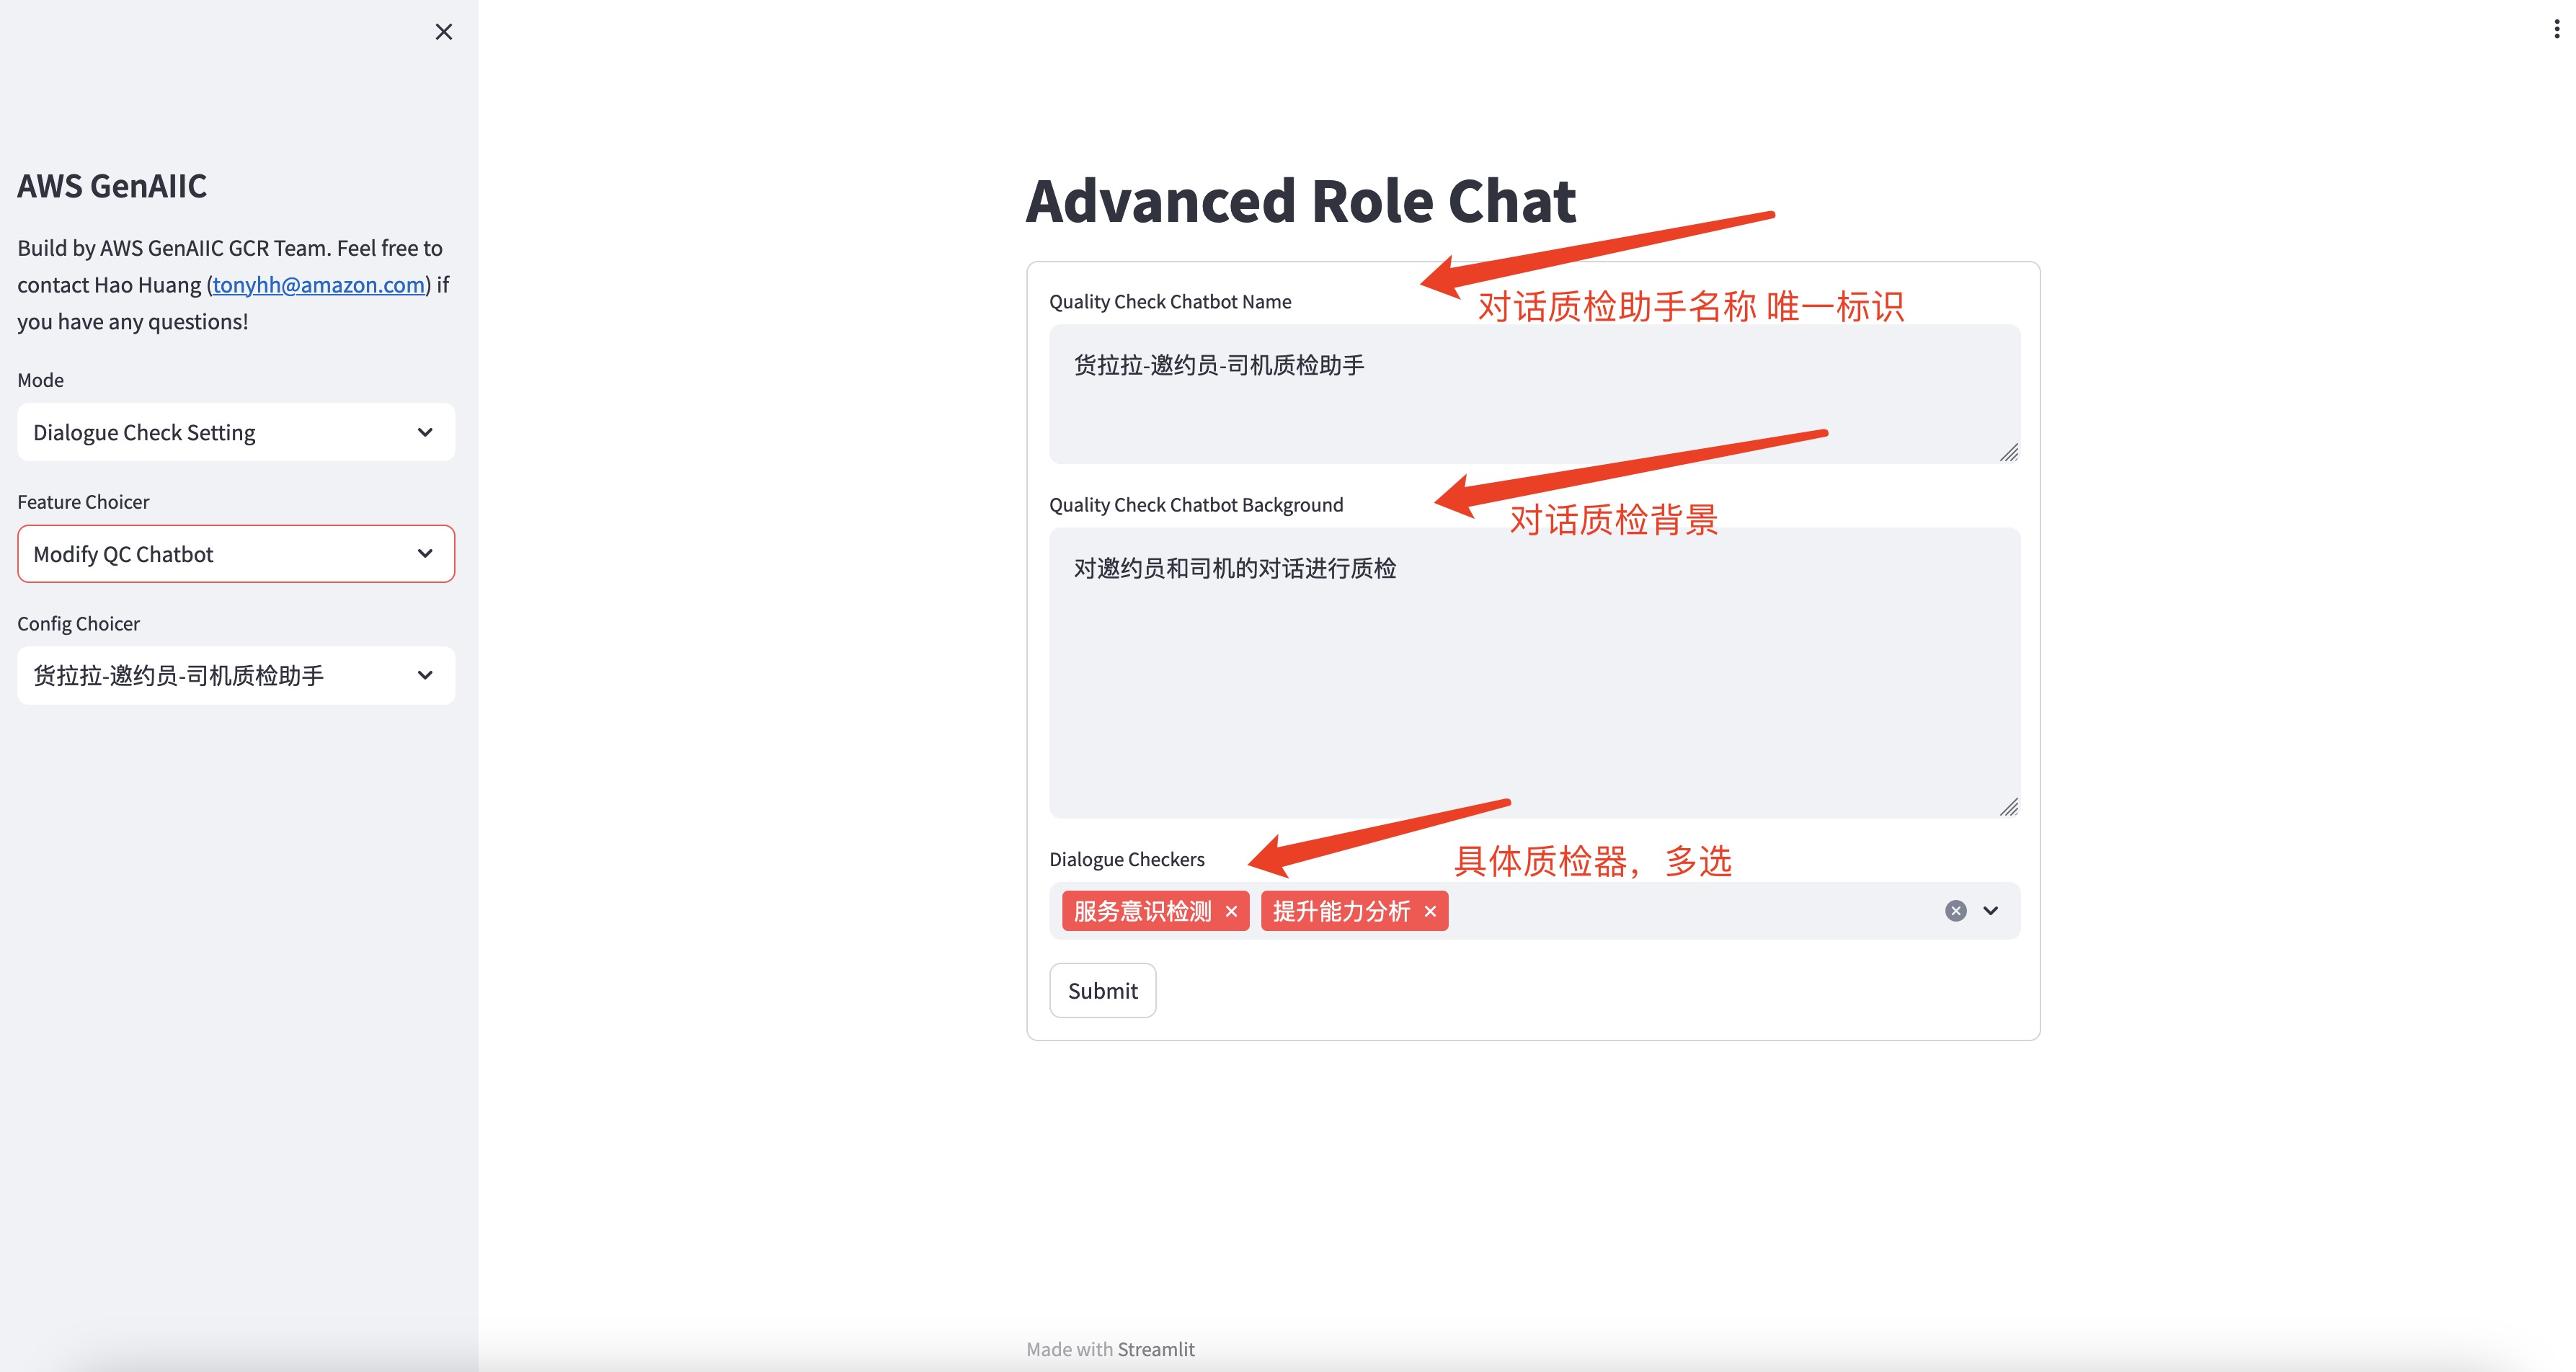 AWS GenAIIC
Build by AWS GenAIIC GCR Team. Feel free to
contact Hao Huang (tonyhh@amazon.com) if
you have any questions!
Mode
Dialogue Check Setting
Feature Choicer
Modify QC Chatbot
Config Choicer
货拉拉-邀约员-司机质检助手
Advanced Role Chat
Quality Check Chatbot Name
对话质检助手名称 唯一标识
货拉拉-邀约员-司机质检助手
Quality Check Chatbot Background
对话质检背景
对邀约员和司机的对话进行质检
Dialogue Checkers
具体质检器，多选
服务意识检测
提升能力分析
Submit
Made with Streamlit